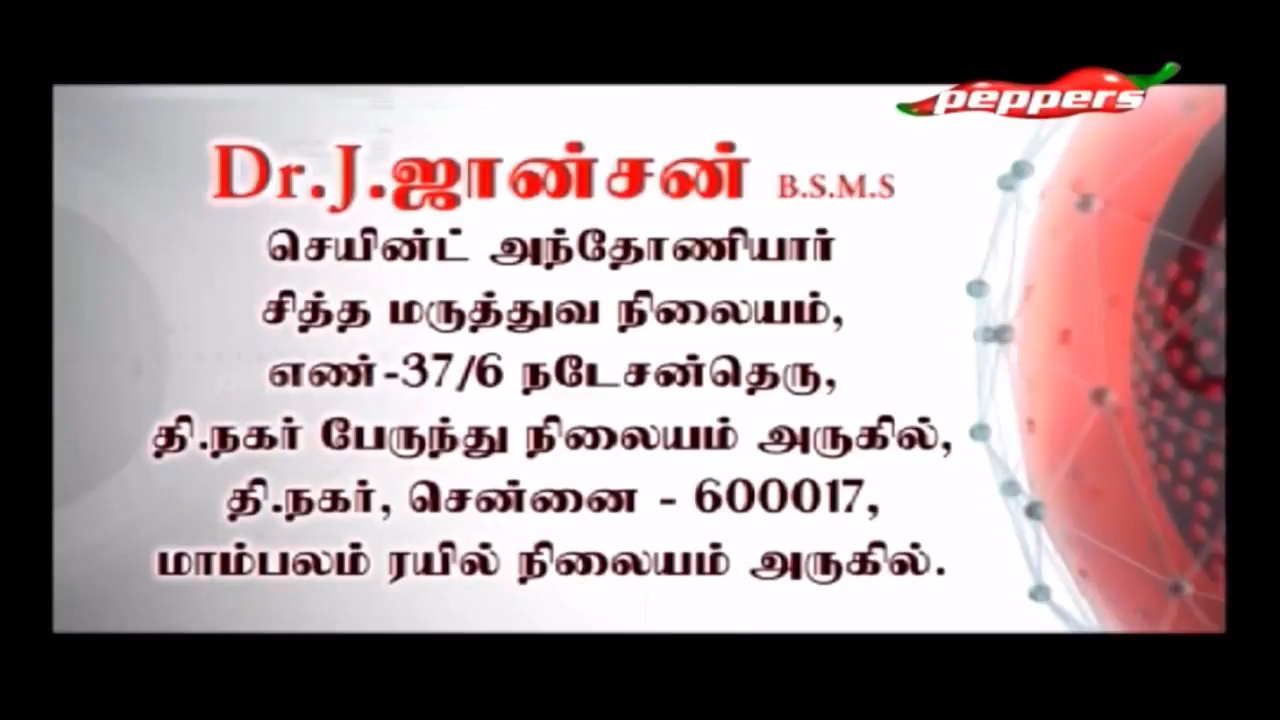 peppers
Dr.J.ஜான்சன் B.S.M.S
செயின்ட் அந்தோணியார்
சித்த மருத்துவ நிலையம்,
எண்-37/6 நடேசன்தெரு,
தி.நகர் பேருந்து நிலையம் அருகில்,
தி.நகர், சென்னை - 600017,
மாம்பலம் ரயில் நிலையம் அருகில்.